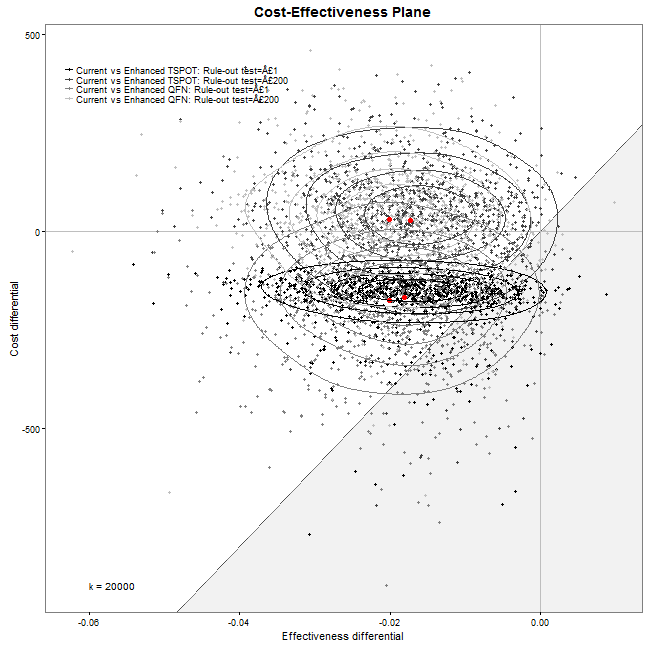 Cost-Effectiveness Plane
500
Current vs Enhanced TSPOT: Rule-out test=Â£1
Current vs Enhanced TSPOT: Rule-out test=Â£200
Current vs Enhanced QFN: Rule-out test=Â£1
Current vs Enhanced QFN: Rule-out test=Â£200
0
Cost differential
-500
k = 20000
-0.06 -0.04 -0.02 0.00
Effectiveness differential